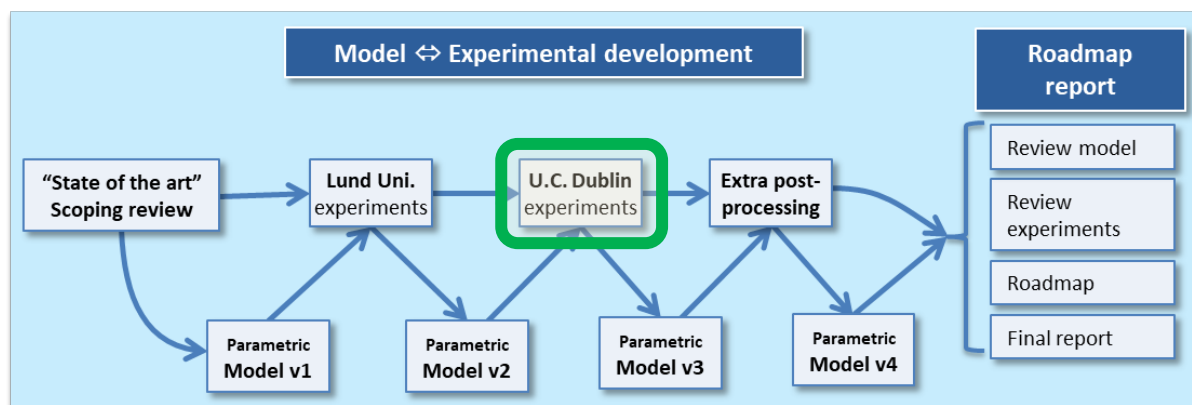 Model ⇔ Experimental development
Roadmap
report
"State of the art"
Scoping review
Lund Uni.
experiments
U.C. Dublin
experiments
Extra post-
processing
Parametric
Model v1
Parametric
Model v2
Parametric
Model v3
Parametric
Model v4
Review model
Review
experiments
Roadmap
Final report